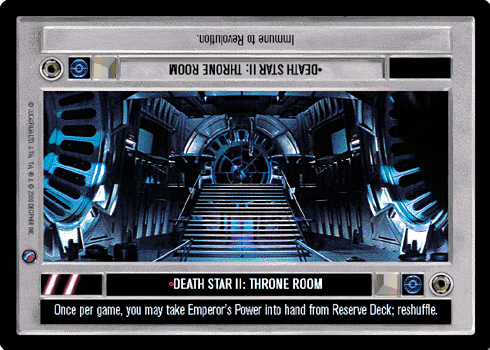 Immune to Revolution.
•DEATH STAR II: THRONE ROOM
•DEATH STAR II: THRONE ROOM
Once per game, you may take Emperor's Power into hand from Reserve Deck; reshuffle.